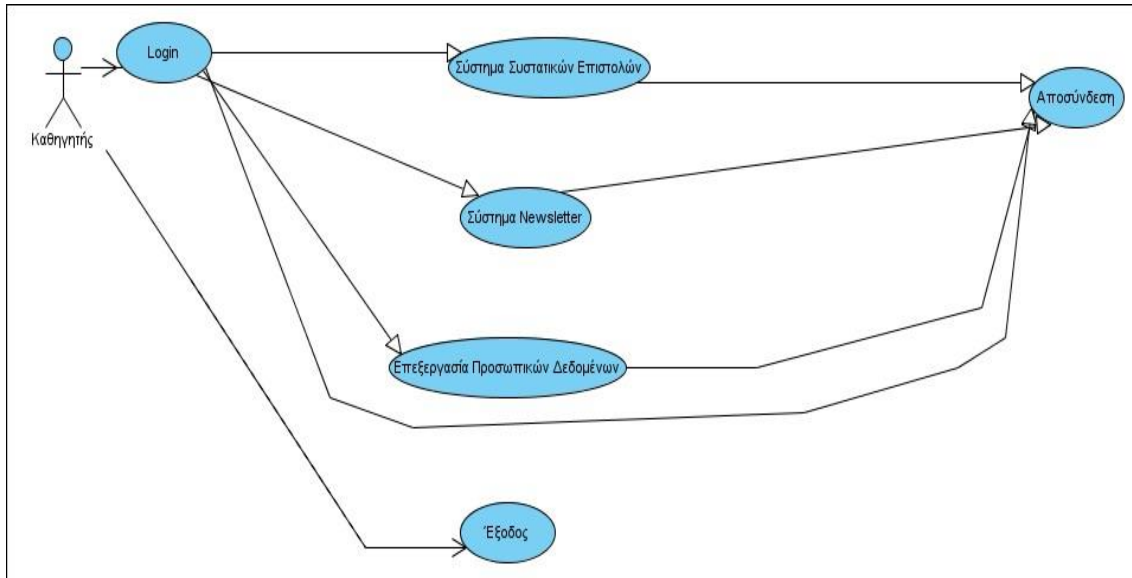 Login
Σύστημα Συστατικών Επιστολών
Αποσύνδεση
Καθηγητής
Σύστημα Newsletter
Επεξεργασία Προσωπικών Δεδομένων
Έξοδος